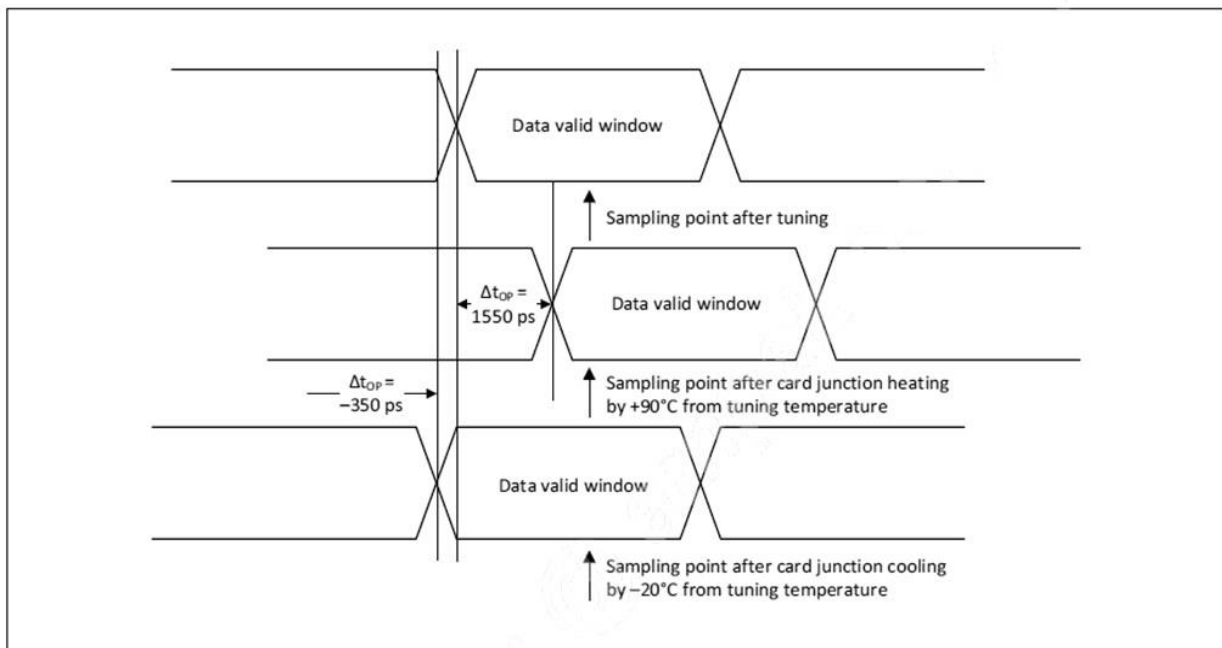 Data valid window
Sampling point after tuning
Δt_OP =
1550 ps
Data valid window
Δt_OP =
−350 ps
Sampling point after card junction heating
by +90°C from tuning temperature
Data valid window
Sampling point after card junction cooling
by −20°C from tuning temperature